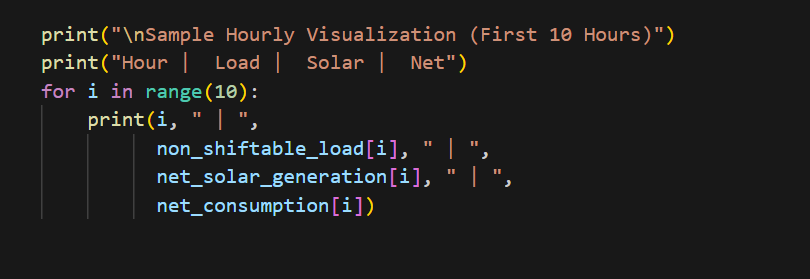 print("\nSample Hourly Visualization (First 10 Hours)")
print("Hour |  Load |  Solar |  Net")
for i in range(10):
    print(i, " | ",
          non_shiftable_load[i], " | ",
          net_solar_generation[i], " | ",
          net_consumption[i])